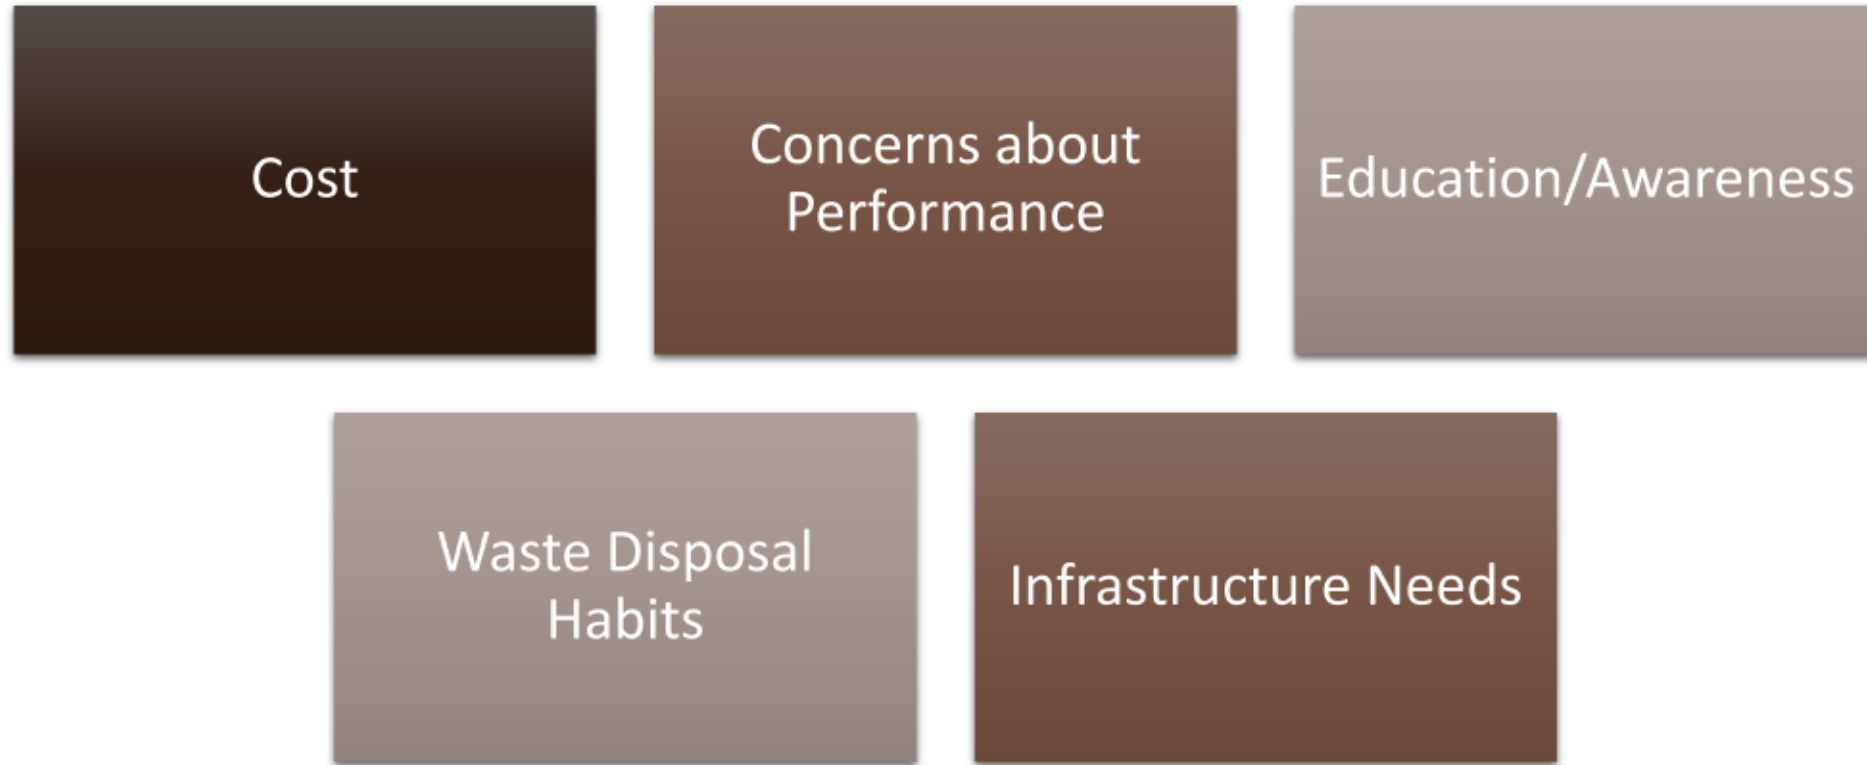 Cost
Concerns about
Performance
Education/Awareness
Waste Disposal
Habits
Infrastructure Needs